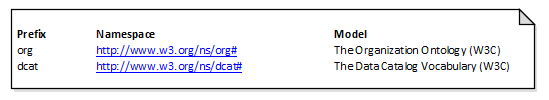 Prefix Namespace Model
org http://www.w3.org/ns/org# The Organization Ontology (W3C)
dcat http://www.w3.org/ns/dcat# The Data Catalog Vocabulary (W3C)